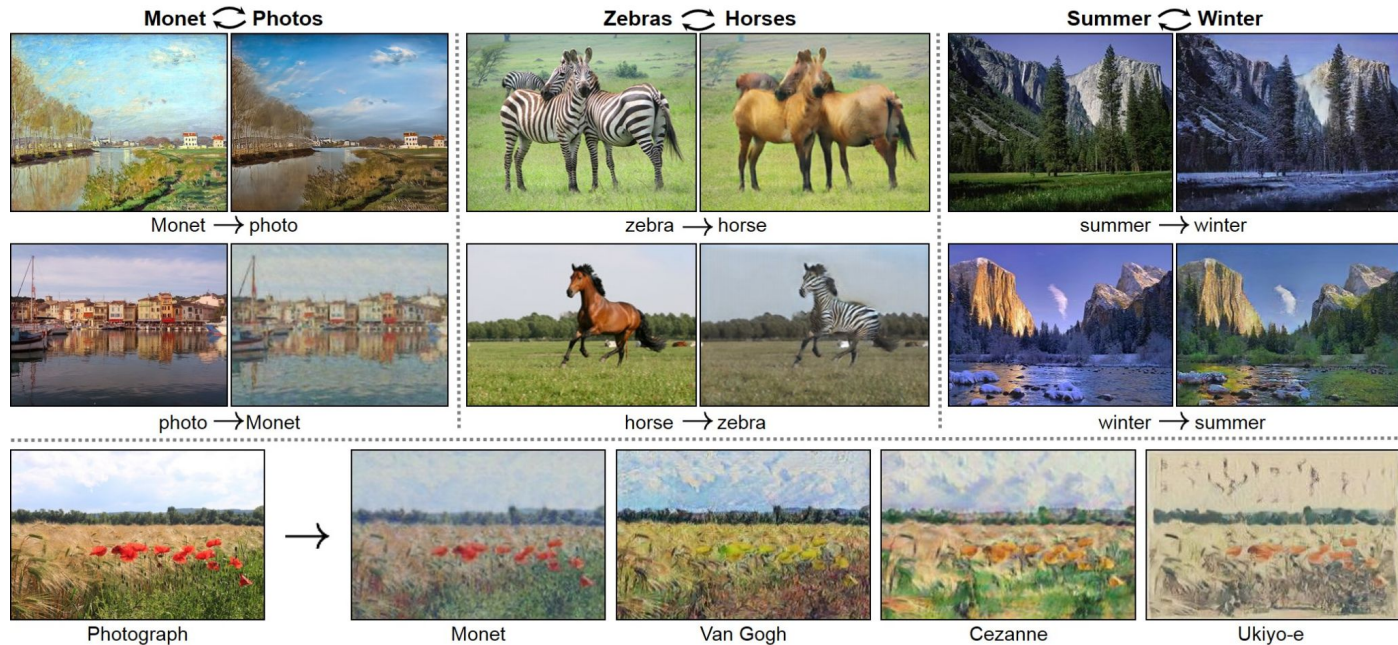 Monet Photos
Zebras Horses
Summer Winter
Monet → photo
zebra → horse
summer → winter
photo → Monet
horse → zebra
winter → summer
Photograph
Monet
Van Gogh
Cezanne
Ukiyo-e